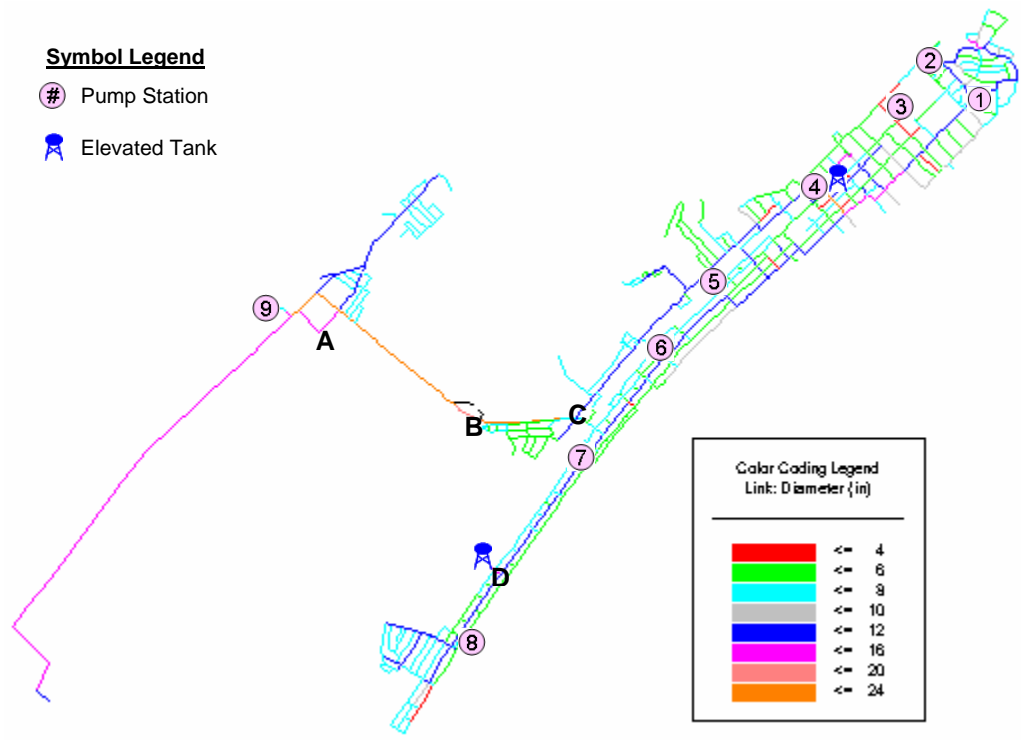 Symbol Legend
# Pump Station
Elevated Tank
2
1
3
4
5
9
A
6
C
B
7
D
8
Color Coding Legend
Link: Diameter (in)
<= 4
<= 6
<= 8
<= 10
<= 12
<= 16
<= 20
<= 24